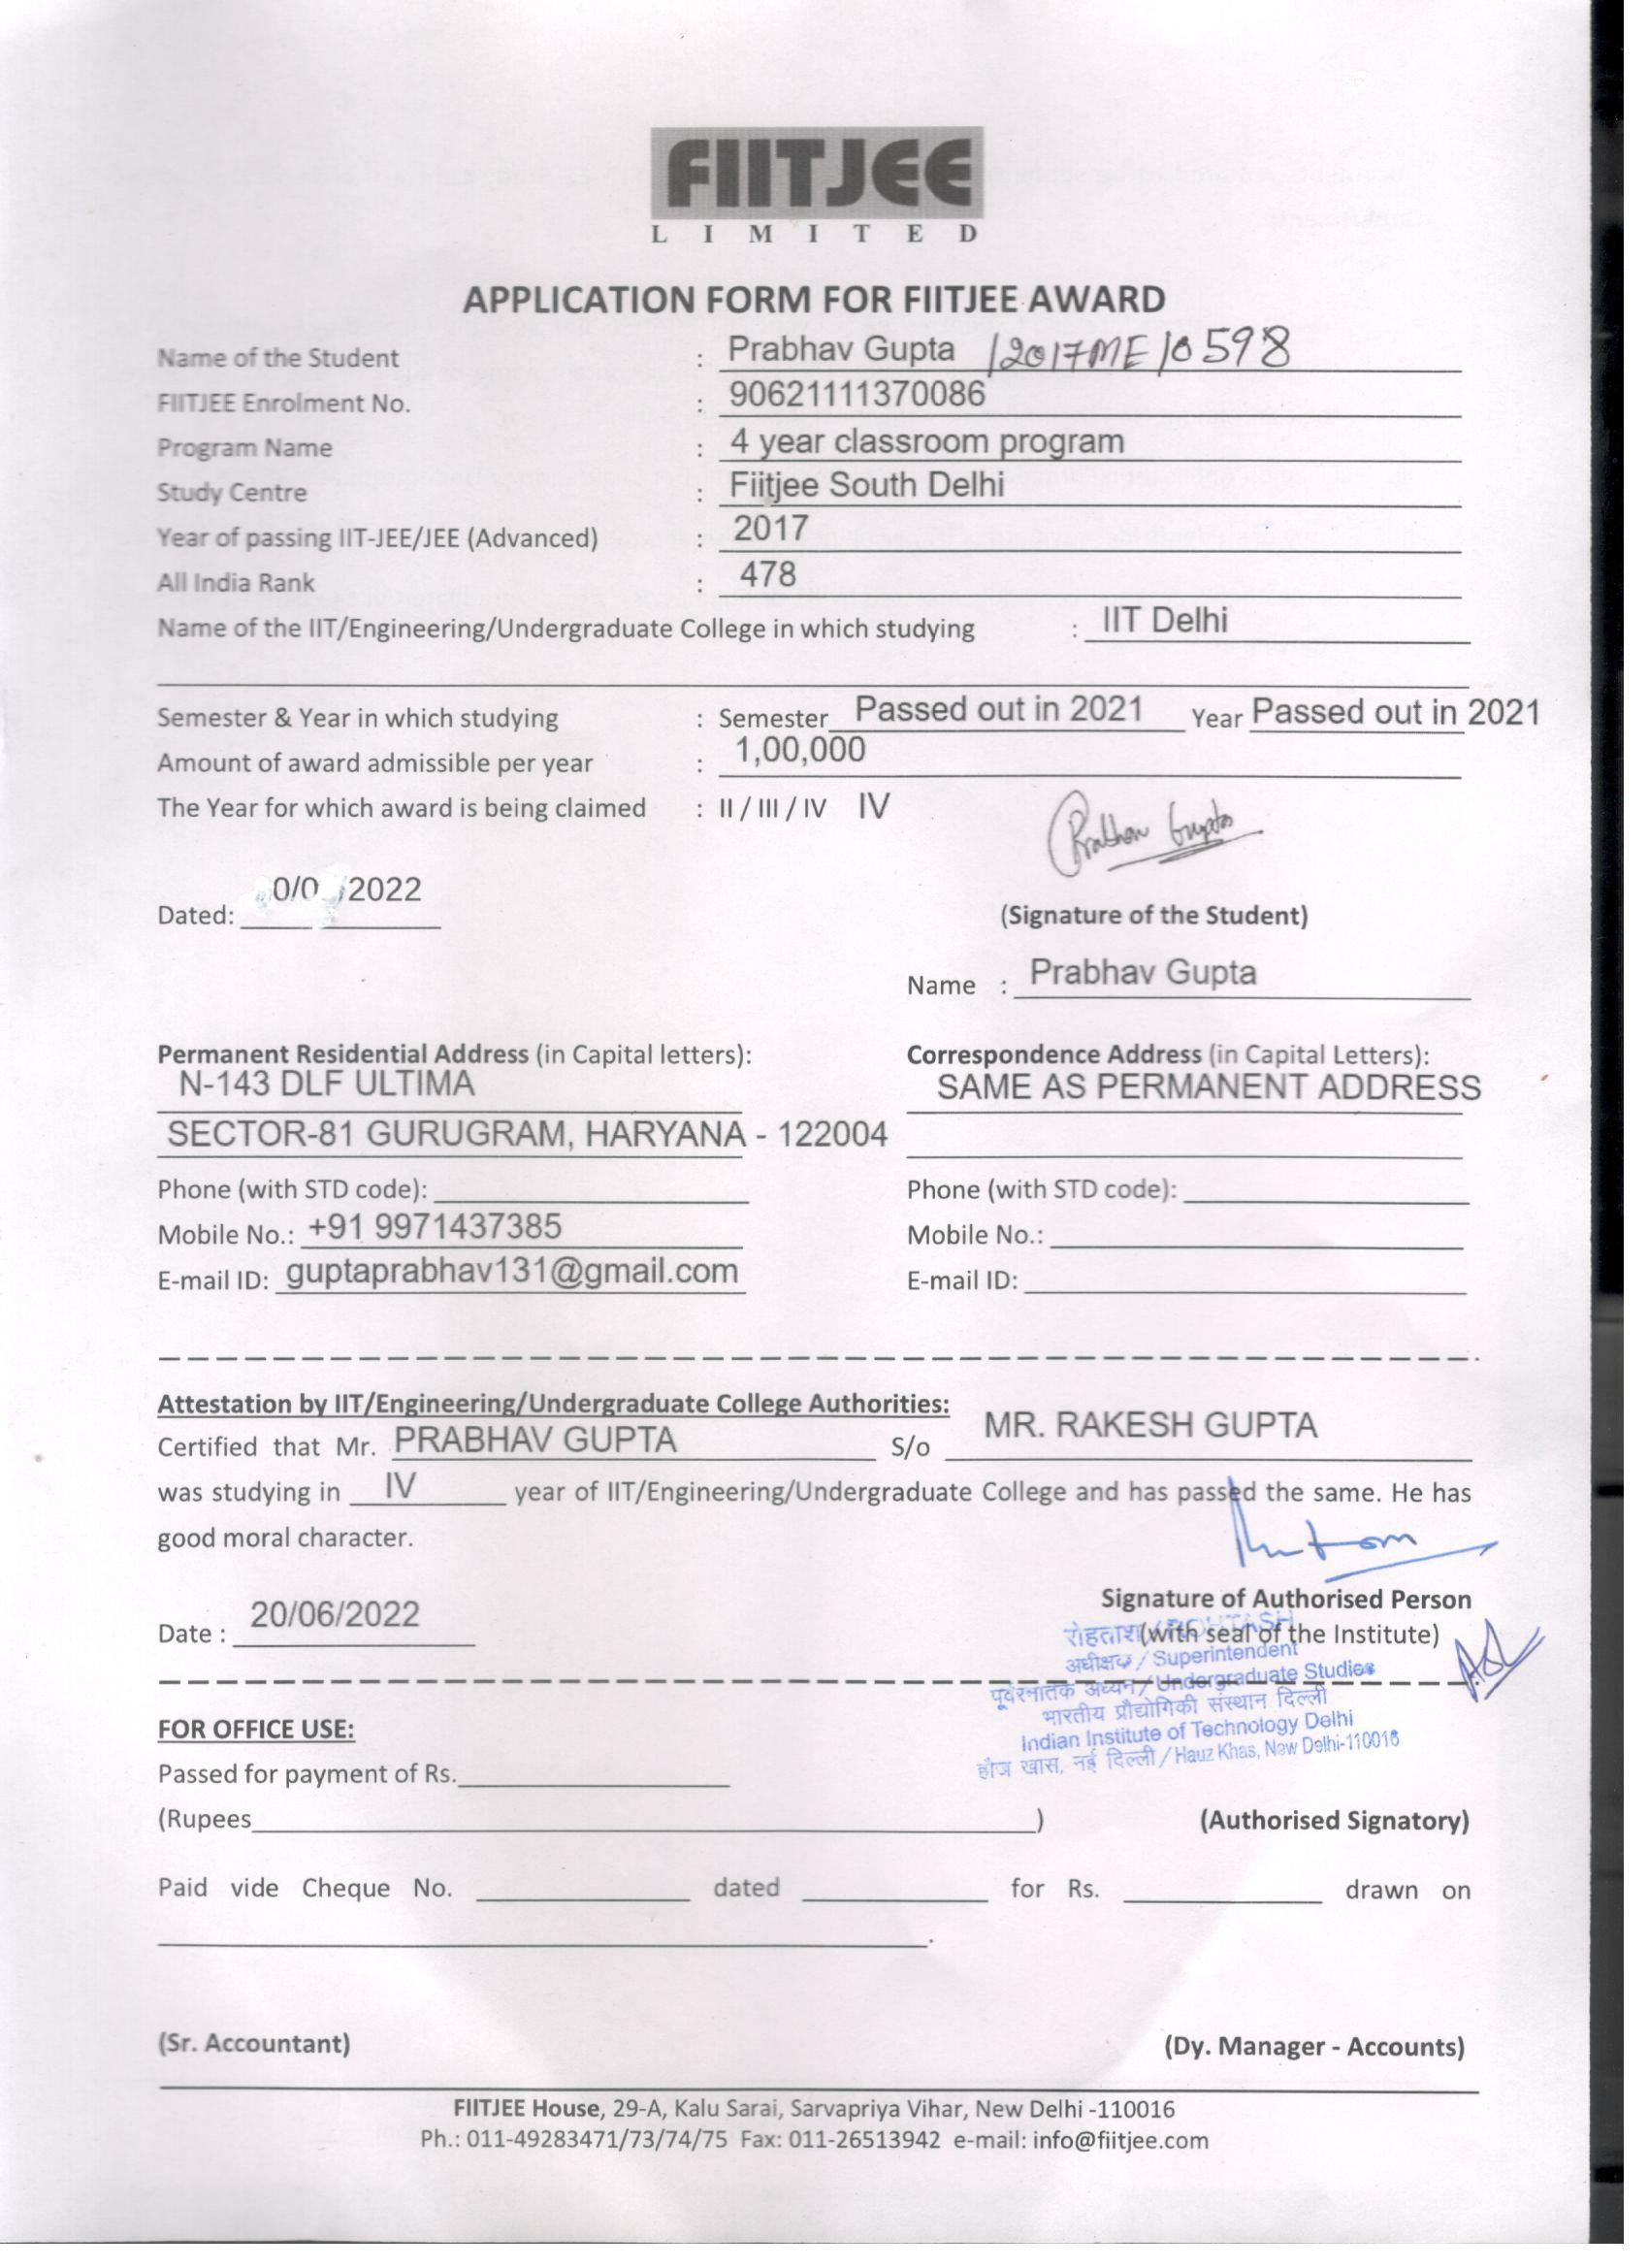 FIITJEE
LIMITED
APPLICATION FORM FOR FIITJEE AWARD
Name of the Student : Prabhav Gupta /2017ME10598
FIITJEE Enrolment No. : 90621111370086
Program Name : 4 year classroom program
Study Centre : Fiitjee South Delhi
Year of passing IIT-JEE/JEE (Advanced) : 2017
All India Rank : 478
Name of the IIT/Engineering/Undergraduate College in which studying : IIT Delhi
Semester & Year in which studying : Semester Passed out in 2021 Year Passed out in 2021
Amount of award admissible per year : 1,00,000
The Year for which award is being claimed : II / III / IV IV
Prabhav Gupta
Dated: 0/0 /2022
(Signature of the Student)
Name : Prabhav Gupta
Permanent Residential Address (in Capital letters): Correspondence Address (in Capital Letters):
N-143 DLF ULTIMA SAME AS PERMANENT ADDRESS
SECTOR-81 GURUGRAM, HARYANA - 122004
Phone (with STD code): Phone (with STD code):
Mobile No.: +91 9971437385 Mobile No.:
E-mail ID: guptaprabhav131@gmail.com E-mail ID:
Attestation by IIT/Engineering/Undergraduate College Authorities:
Certified that Mr. PRABHAV GUPTA S/o MR. RAKESH GUPTA
was studying in IV year of IIT/Engineering/Undergraduate College and has passed the same. He has
good moral character.
Signature of Authorised Person
Date : 20/06/2022 (with seal of the Institute)
रोहताश / ROHTASH
अधीक्षक / Superintendent
पूर्वस्नातक अध्ययन / Undergraduate Studies
भारतीय प्रौद्योगिकी संस्थान दिल्ली
Indian Institute of Technology Delhi
हौज खास, नई दिल्ली / Hauz Khas, New Delhi-110016
FOR OFFICE USE:
Passed for payment of Rs.
(Rupees ) (Authorised Signatory)
Paid vide Cheque No. dated for Rs. drawn on
.
(Sr. Accountant) (Dy. Manager - Accounts)
FIITJEE House, 29-A, Kalu Sarai, Sarvapriya Vihar, New Delhi -110016
Ph.: 011-49283471/73/74/75 Fax: 011-26513942 e-mail: info@fiitjee.com